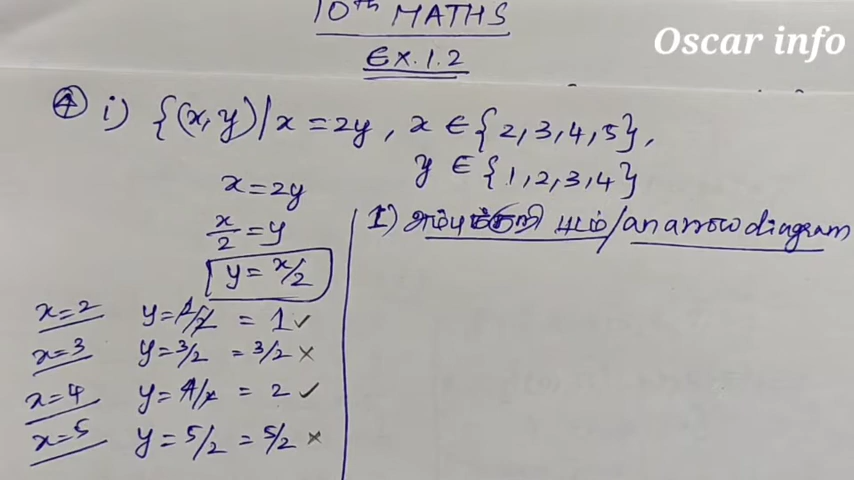 10th MATHS
Oscar info
Ex.1.2
4 i) {(x,y)/x = 2y, x ∈ {2,3,4,5},
y ∈ {1,2,3,4}
x = 2y
x/2 = y
y = x/2
I) அம்புக்குறி படம்/an arrow diagram
x=2 y=2/2 = 1 ✓
x=3 y=3/2 = 3/2 ×
x=4 y=4/2 = 2 ✓
x=5 y=5/2 = 5/2 ×